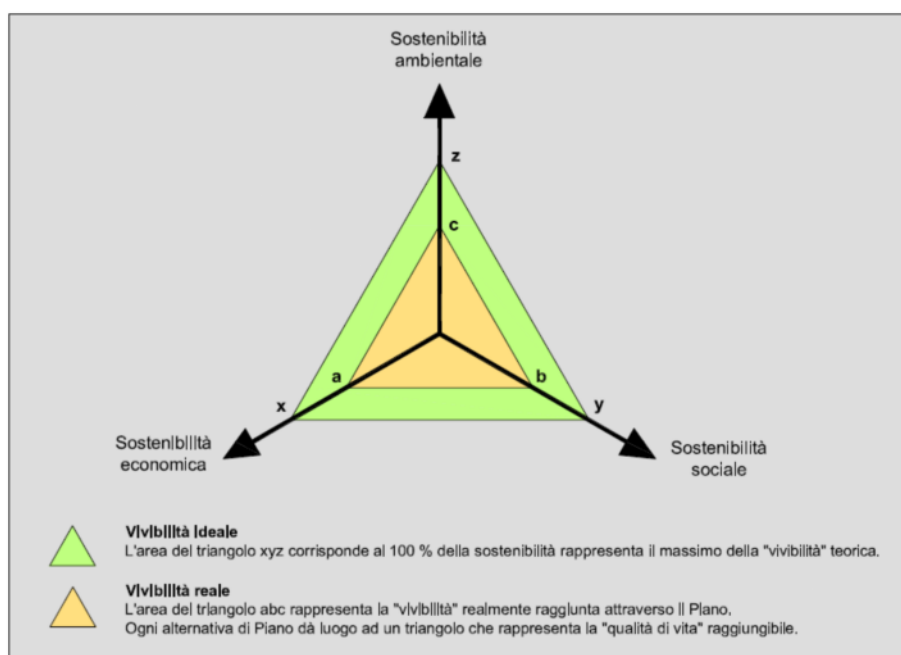 Sostenibilità
ambientale
z
c
a
b
x
y
Sostenibilità
economica
Sostenibilità
sociale
Vivibilità ideale
L'area del triangolo xyz corrisponde al 100 % della sostenibilità rappresenta il massimo della "vivibilità" teorica.
Vivibilità reale
L'area del triangolo abc rappresenta la "vivibilità" realmente raggiunta attraverso il Piano.
Ogni alternativa di Piano dà luogo ad un triangolo che rappresenta la "qualità di vita" raggiungibile.